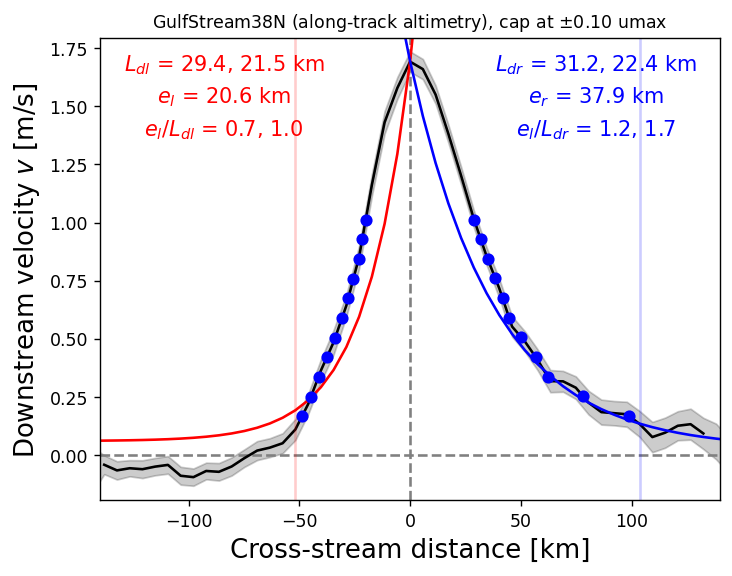 GulfStream38N (along-track altimetry), cap at ±0.10 umax
L_dl = 29.4, 21.5 km
e_l = 20.6 km
e_l/L_dl = 0.7, 1.0
L_dr = 31.2, 22.4 km
e_r = 37.9 km
e_l/L_dr = 1.2, 1.7
Downstream velocity v [m/s]
1.75
1.50
1.25
1.00
0.75
0.50
0.25
0.00
−100
−50
0
50
100
Cross-stream distance [km]